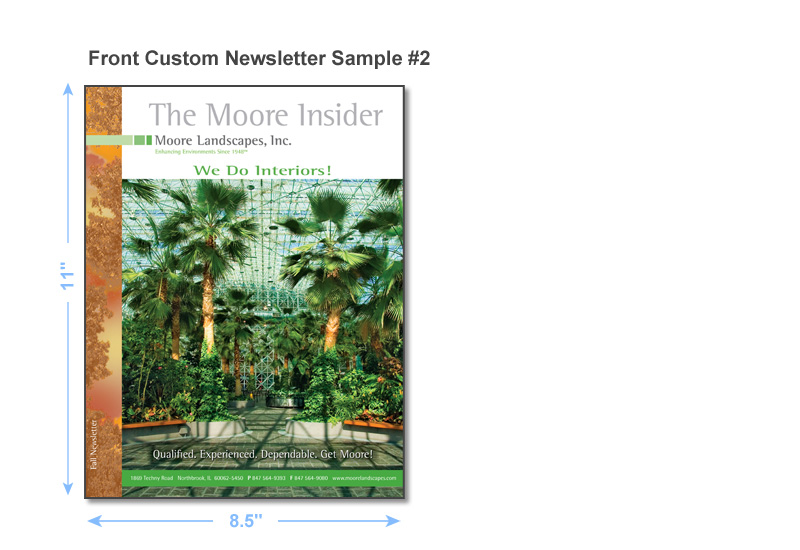 Front Custom Newsletter Sample #2
The Moore Insider
Moore Landscapes, Inc.
Enhancing Environments Since 1948™
We Do Interiors!
11"
Fall Newsletter
Qualified. Experienced. Dependable. Get Moore!
Techny Road Northbrook, IL 60062-5450 P 847 564-9393 F 847 564-9080 www.moorelandscapes.com
8.5"